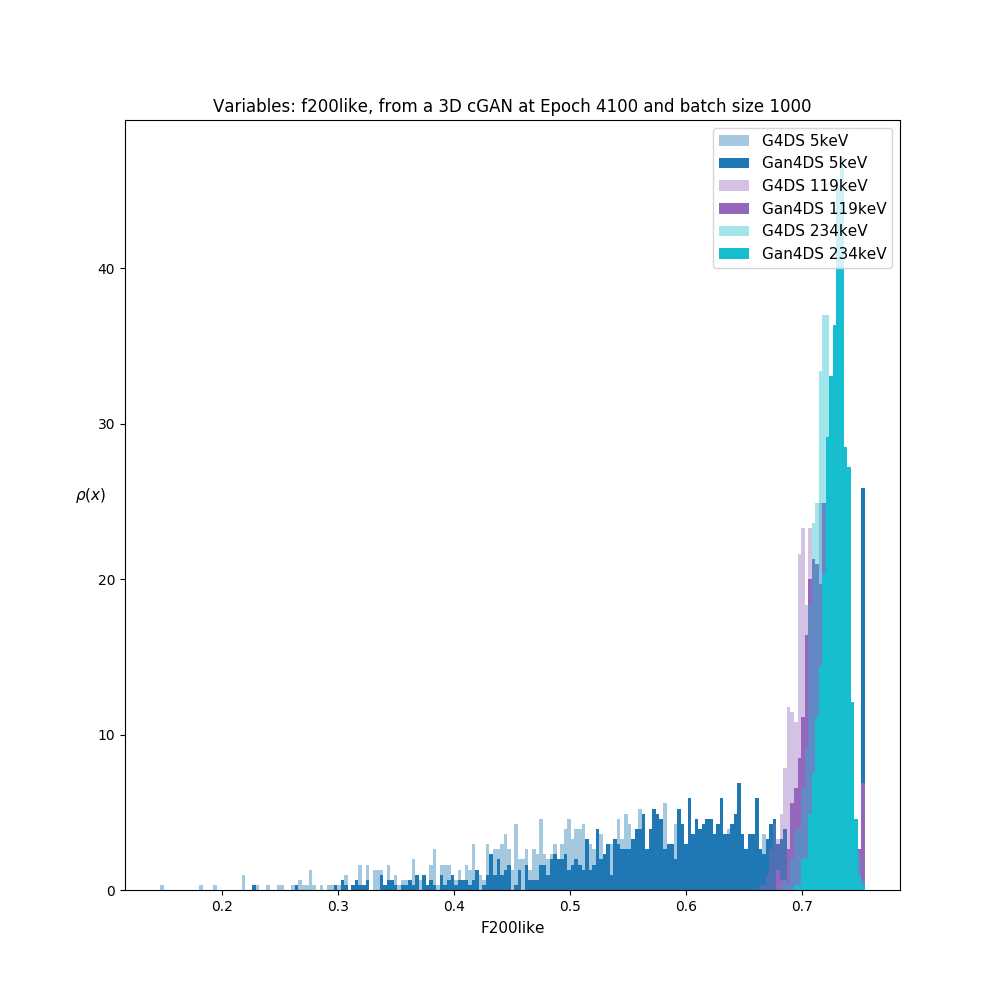 Variables: f200like, from a 3D cGAN at Epoch 4100 and batch size 1000
G4DS 5keV
Gan4DS 5keV
G4DS 119keV
Gan4DS 119keV
G4DS 234keV
Gan4DS 234keV
40
30
ρ(x)
20
10
0
0.2 0.3 0.4 0.5 0.6 0.7
F200like